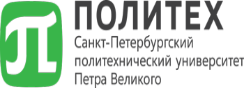 ПОЛИТЕХ
Санкт-Петербургский
политехнический университет
Петра Великого